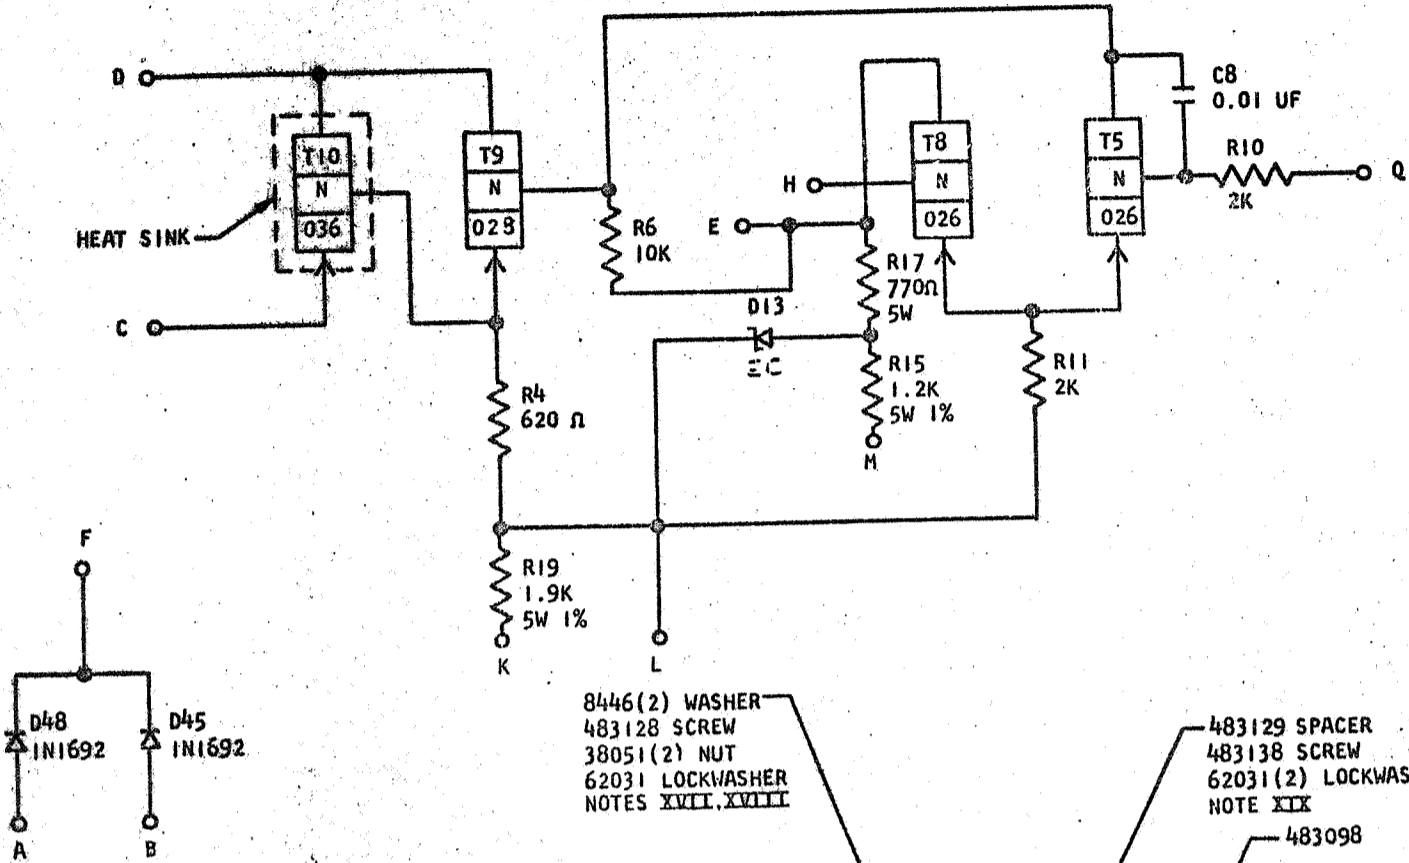 D
C8
0.01 UF
T10
N
036
T9
N
028
T8
N
026
T5
N
026
R10
2K
Q
H
E
R6
10K
HEAT SINK
R17
770Ω
5W
D13
C
R15
1.2K
5W 1%
M
R11
2K
R4
620 Ω
F
R19
1.9K
5W 1%
K
L
D48
1N1692
D45
1N1692
A
B
8446(2) WASHER
483128 SCREW
38051(2) NUT
62031 LOCKWASHER
NOTES XVII, XVIII
483129 SPACER
483138 SCREW
62031(2) LOCKWAS
NOTE XIX
483098